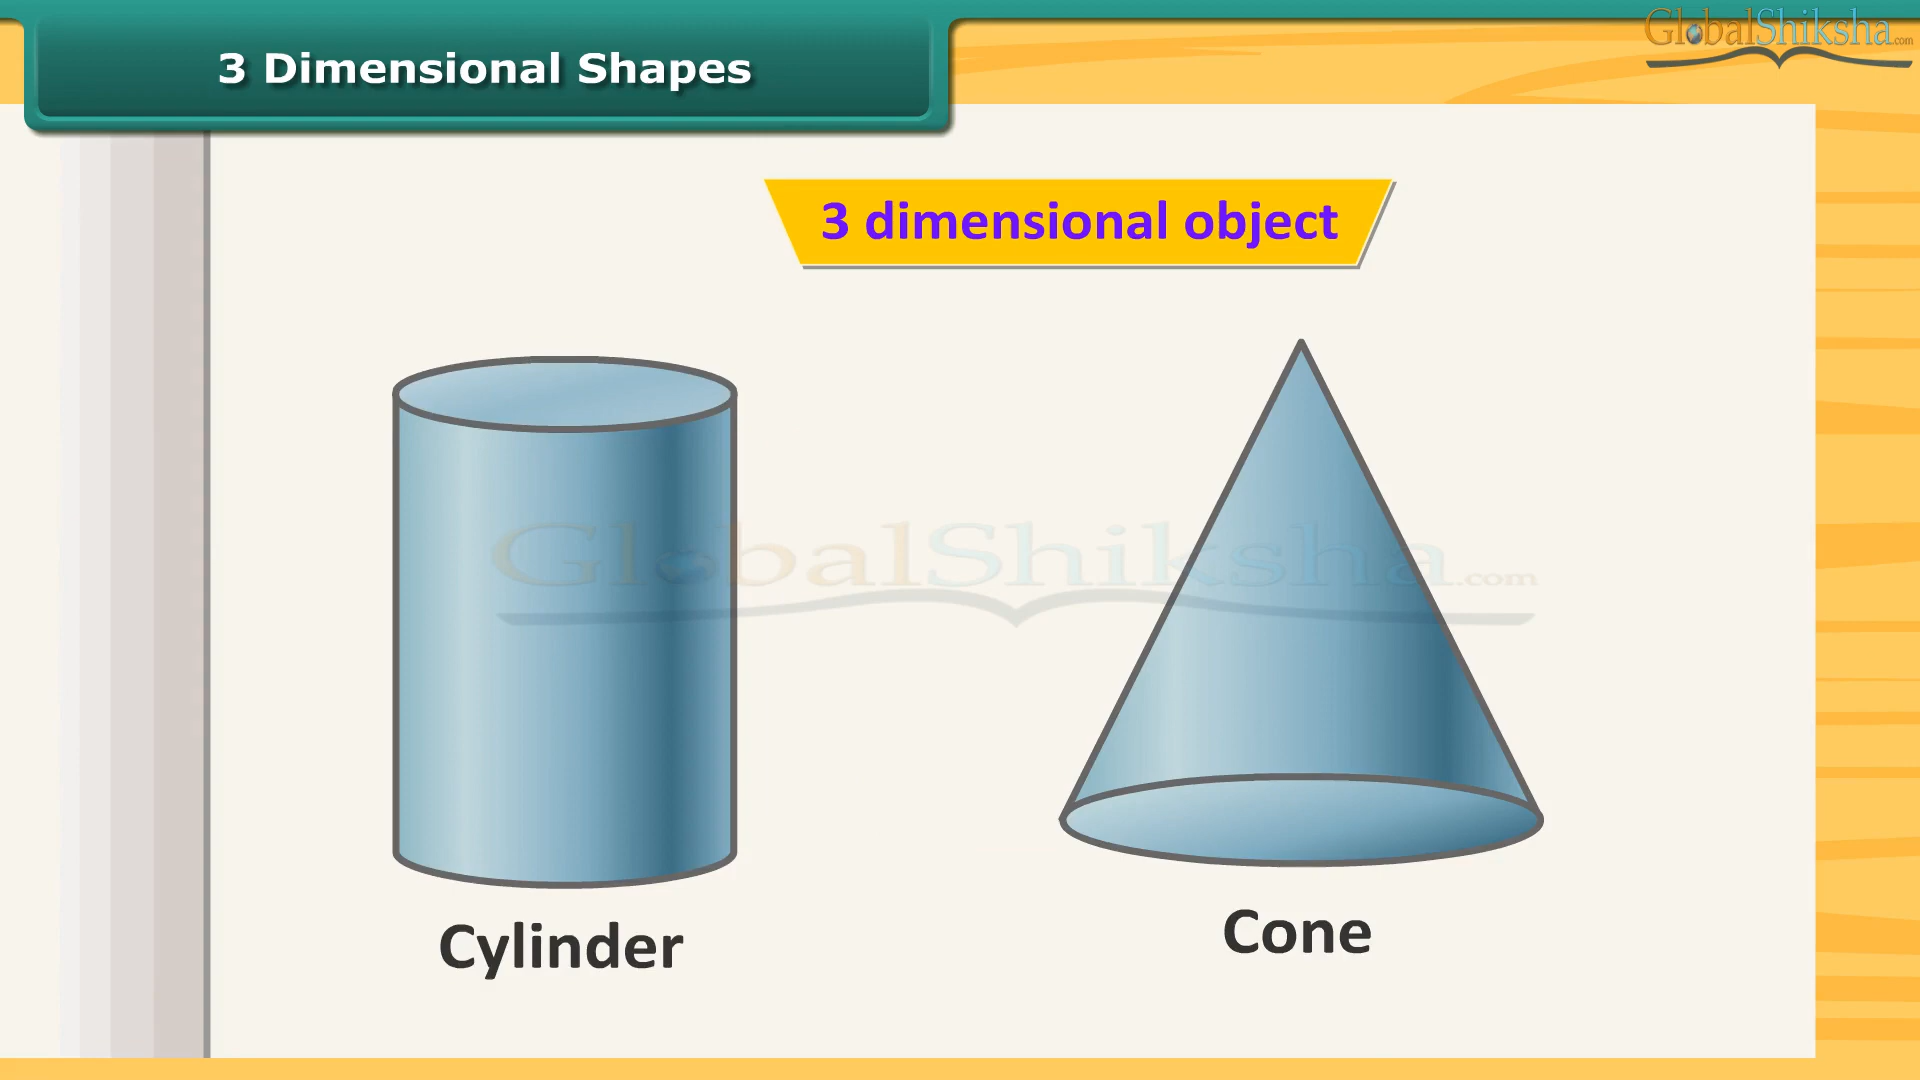 3 Dimensional Shapes
GlobalShiksha.com
3 dimensional object
GlobalShiksha.com
Cylinder
Cone